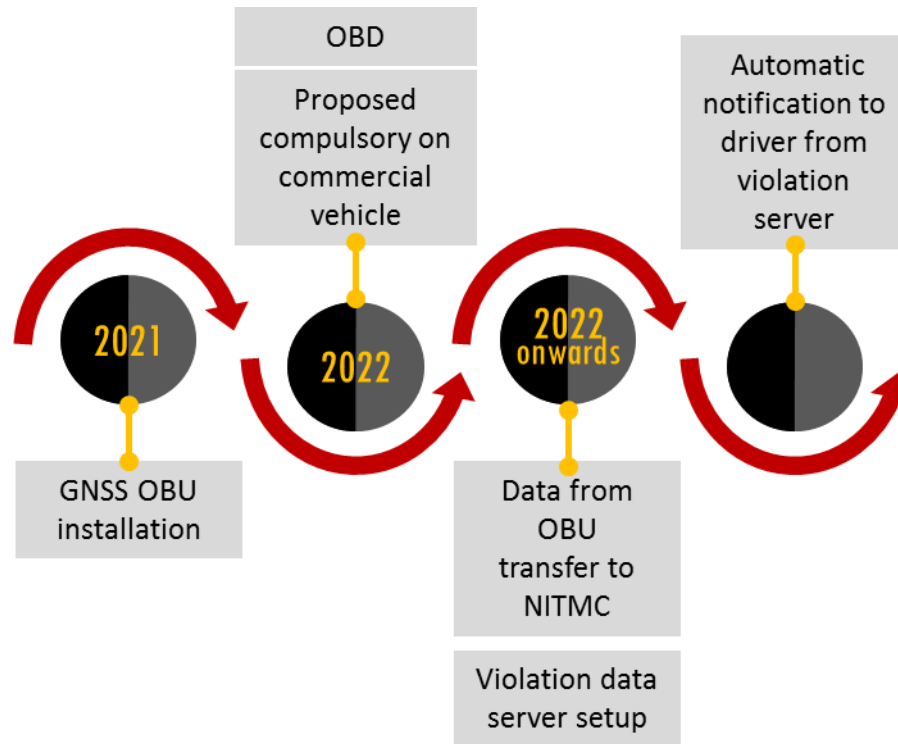 2021
GNSS OBU
installation
OBD
Proposed
compulsory on
commercial
vehicle
2022
2022
onwards
Data from
OBU
transfer to
NITMC
Violation data
server setup
Automatic
notification to
driver from
violation
server